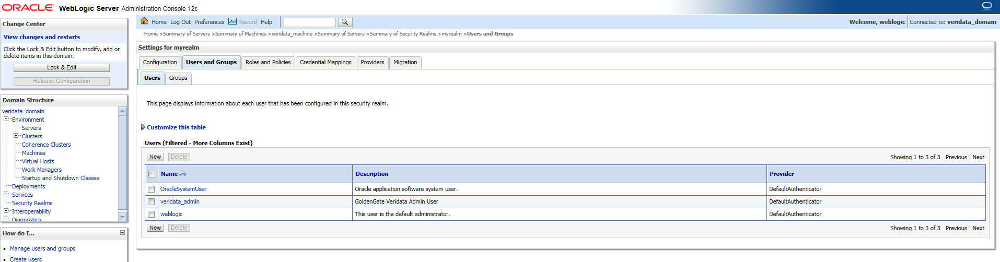 ORACLE WebLogic Server Administration Console 12c
Change Center
View changes and restarts
Click the Lock & Edit button to modify, add or
delete items in this domain.
Lock & Edit
Release Configuration
Domain Structure
veridata_domain
Environment
Servers
Clusters
Coherence Clusters
Machines
Virtual Hosts
Work Managers
Startup and Shutdown Classes
Deployments
Services
Security Realms
Interoperability
Diagnostics
How do I...
Manage users and groups
Create users
Home Log Out Preferences Record Help
Welcome, weblogic Connected to: veridata_domain
Home >Summary of Servers >Summary of Machines >veridata_machine >Summary of Servers >Summary of Security Realms >myrealm >Users and Groups
Settings for myrealm
Configuration Users and Groups Roles and Policies Credential Mappings Providers Migration
Users Groups
This page displays information about each user that has been configured in this security realm.
Customize this table
Users (Filtered - More Columns Exist)
New Delete Showing 1 to 3 of 3 Previous | Next
Name Description Provider
OracleSystemUser Oracle application software system user. DefaultAuthenticator
veridata_admin GoldenGate Veridata Admin User DefaultAuthenticator
weblogic This user is the default administrator. DefaultAuthenticator
New Delete Showing 1 to 3 of 3 Previous | Next